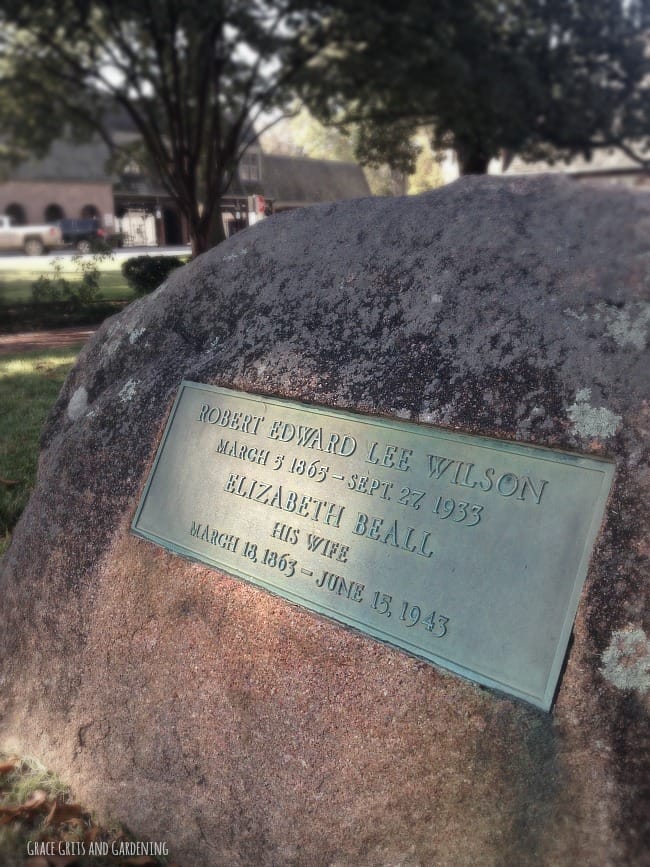 ROBERT EDWARD LEE WILSON
MARCH 5 1865 – SEPT. 27, 1933
ELIZABETH BEALL
HIS WIFE
MARCH 18, 1863 – JUNE 15, 1943
GRACE GRITS AND GARDENING